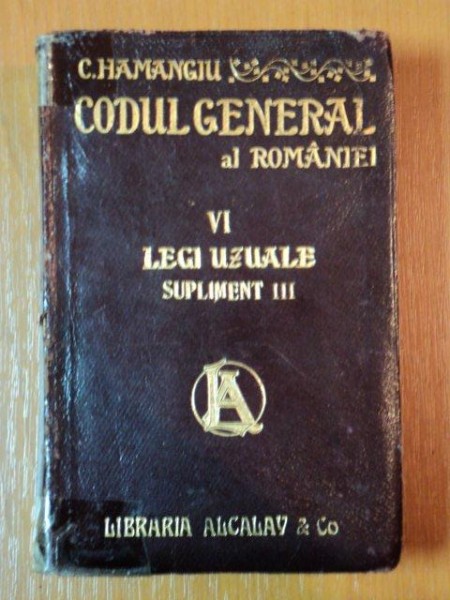 C. HAMANGIU
CODUL GENERAL
al ROMÂNIEI
VI
LEGI UZUALE
SUPLIMENT III
LA
LIBRARIA ALCALAY & Co